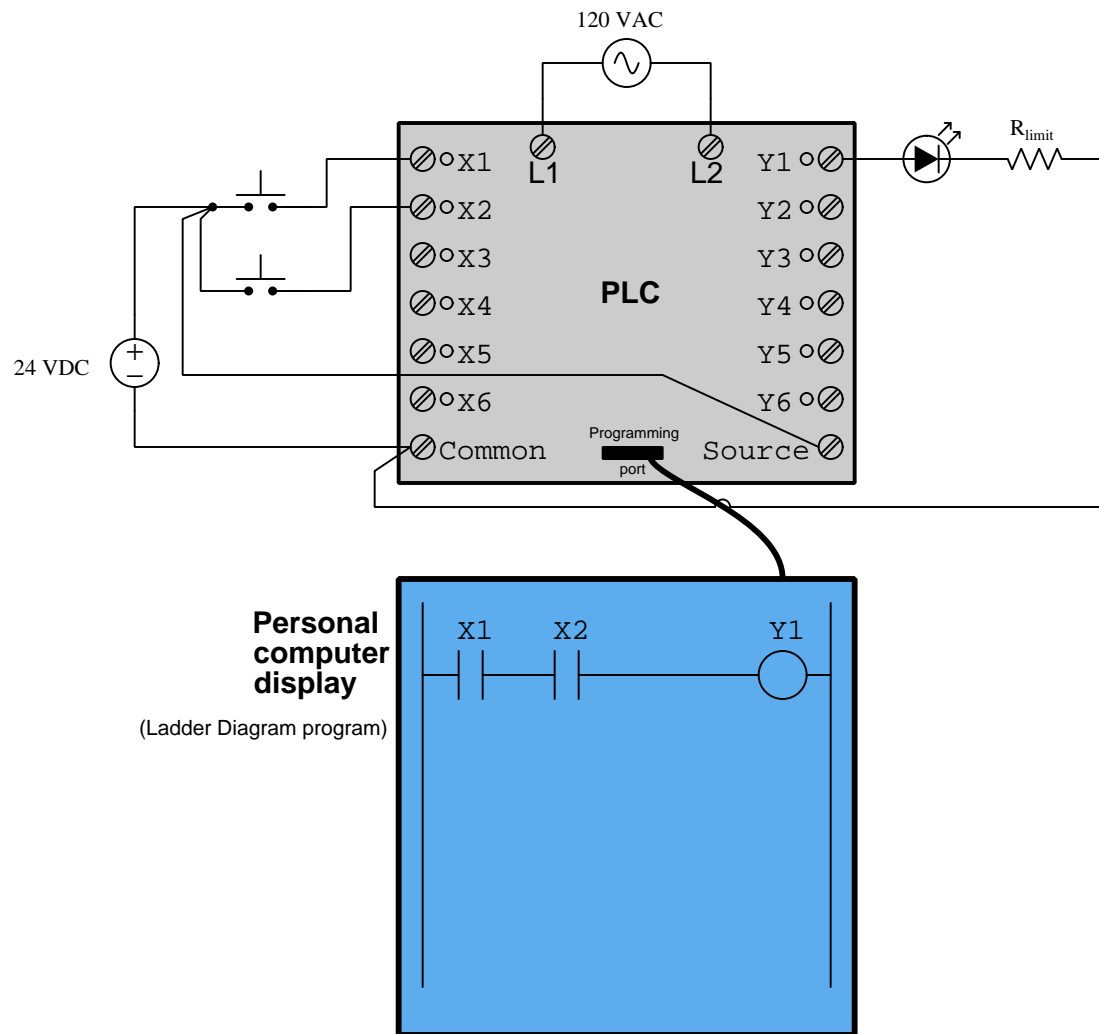 120 VAC
L1
L2
X1
X2
X3
X4
X5
X6
Common
PLC
Programming
port
Y1
Y2
Y3
Y4
Y5
Y6
Source
Rlimit
24 VDC
+
−
Personal
computer
display
(Ladder Diagram program)
X1 X2 Y1